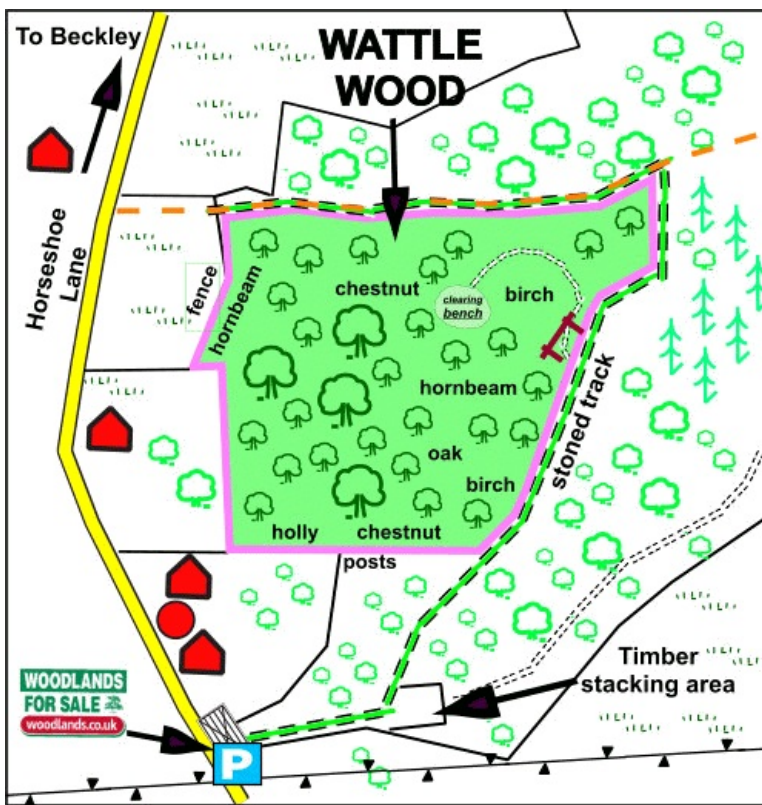 To Beckley
WATTLE
WOOD
Horseshoe
Lane
fence
hornbeam
chestnut
clearing
bench
birch
hornbeam
stoned track
oak
birch
holly
chestnut
posts
WOODLANDS
FOR SALE
woodlands.co.uk
P
Timber
stacking area